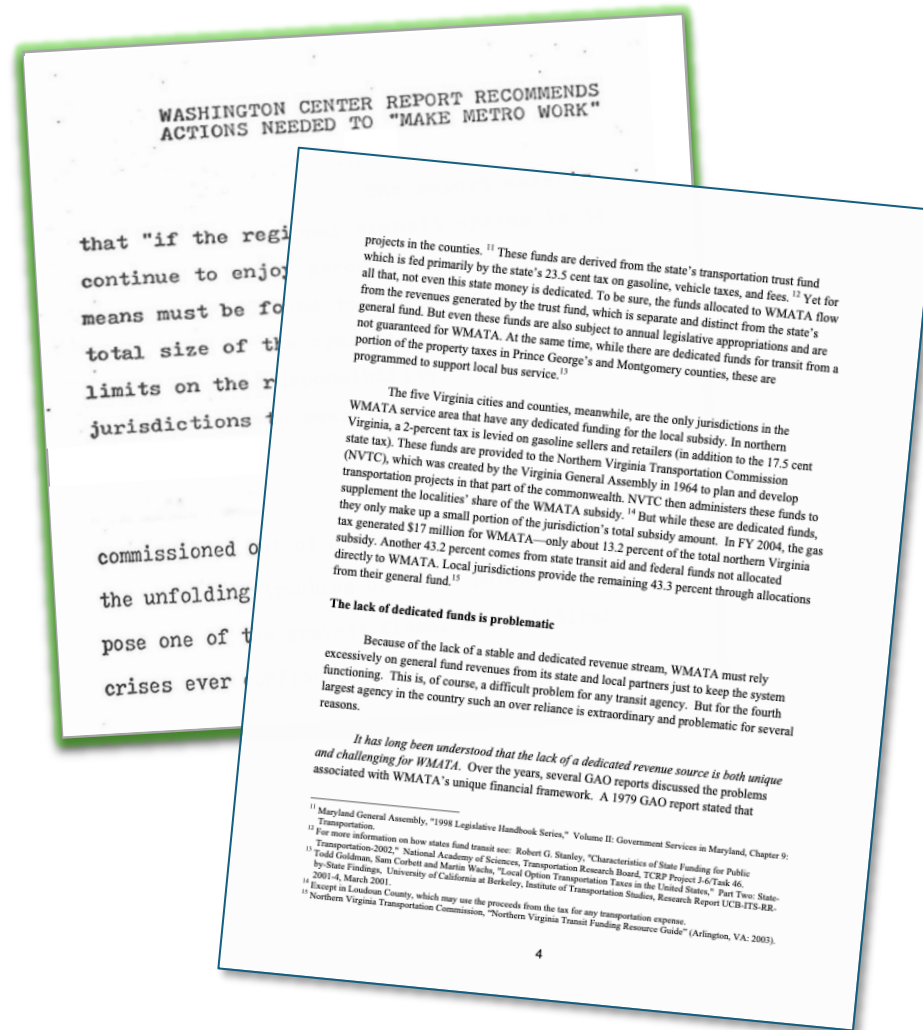 WASHINGTON CENTER REPORT RECOMMENDS
ACTIONS NEEDED TO "MAKE METRO WORK"
that "if the regi
continue to enjoy
means must be fo
total size of t
limits on the r
jurisdictions
commissioned o
the unfolding
pose one of t
crises ever
projects in the counties. 11 These funds are derived from the state's transportation trust fund
which is fed primarily by the state's 23.5 cent tax on gasoline, vehicle taxes, and fees. 12 Yet for
all that, not even this state money is dedicated. To be sure, the funds allocated to WMATA flow
from the revenues generated by the trust fund, which is separate and distinct from the state's
general fund. But even these funds are also subject to annual legislative appropriations and are
not guaranteed for WMATA. At the same time, while there are dedicated funds for transit from a
portion of the property taxes in Prince George's and Montgomery counties, these are
programmed to support local bus service.13
The five Virginia cities and counties, meanwhile, are the only jurisdictions in the
WMATA service area that have any dedicated funding for the local subsidy. In northern
Virginia, a 2-percent tax is levied on gasoline sellers and retailers (in addition to the 17.5 cent
state tax). These funds are provided to the Northern Virginia Transportation Commission
(NVTC), which was created by the Virginia General Assembly in 1964 to plan and develop
transportation projects in that part of the commonwealth. NVTC then administers these funds to
supplement the localities' share of the WMATA subsidy. 14 But while these are dedicated funds,
they only make up a small portion of the jurisdiction's total subsidy amount. In FY 2004, the gas
tax generated $17 million for WMATA—only about 13.2 percent of the total northern Virginia
subsidy. Another 43.2 percent comes from state transit aid and federal funds not allocated
directly to WMATA. Local jurisdictions provide the remaining 43.3 percent through allocations
from their general fund.15
The lack of dedicated funds is problematic
Because of the lack of a stable and dedicated revenue stream, WMATA must rely
excessively on general fund revenues from its state and local partners just to keep the system
functioning. This is, of course, a difficult problem for any transit agency. But for the fourth
largest agency in the country such an over reliance is extraordinary and problematic for several
reasons.
It has long been understood that the lack of a dedicated revenue source is both unique
and challenging for WMATA. Over the years, several GAO reports discussed the problems
associated with WMATA's unique financial framework. A 1979 GAO report stated that
11 Maryland General Assembly, "1998 Legislative Handbook Series," Volume II: Government Services in Maryland, Chapter 9:
Transportation.
12 For more information on how states fund transit see: Robert G. Stanley, "Characteristics of State Funding for Public
Transportation-2002," National Academy of Sciences, Transportation Research Board, TCRP Project J-6/Task 46.
13 Todd Goldman, Sam Corbett and Martin Wachs, "Local Option Transportation Taxes in the United States," Part Two: State-
by-State Findings, University of California at Berkeley, Institute of Transportation Studies, Research Report UCB-ITS-RR-
2001-4, March 2001.
14 Except in Loudoun County, which may use the proceeds from the tax for any transportation expense.
15 Northern Virginia Transportation Commission, "Northern Virginia Transit Funding Resource Guide" (Arlington, VA: 2003).
4